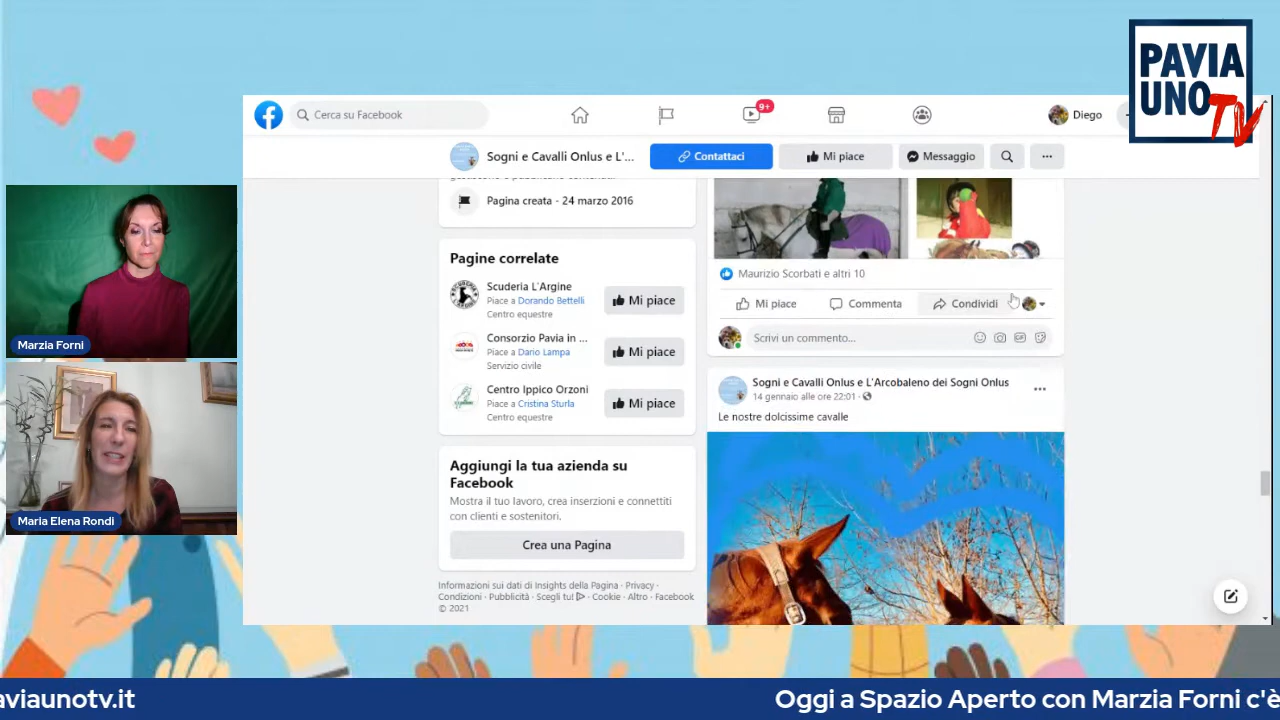 PAVIA
UNO TV
Cerca su Facebook
9+
Diego
Sogni e Cavalli Onlus e L'...
Contattaci
Mi piace
Messaggio
Pagina creata - 24 marzo 2016
Pagine correlate
Scuderia L'Argine
Piace a Dorando Bettelli
Centro equestre
Mi piace
Consorzio Pavia in ...
Piace a Dario Lampa
Servizio civile
Mi piace
Centro Ippico Orzoni
Piace a Cristina Sturla
Centro equestre
Mi piace
Aggiungi la tua azienda su
Facebook
Mostra il tuo lavoro, crea inserzioni e connettiti
con clienti e sostenitori.
Crea una Pagina
Informazioni sui dati di Insights della Pagina · Privacy ·
Condizioni · Pubblicità · Scegli tu! · Cookie · Altro · Facebook
© 2021
Maurizio Scorbati e altri 10
Mi piace
Commenta
Condividi
Scrivi un commento...
GIF
Sogni e Cavalli Onlus e L'Arcobaleno dei Sogni Onlus
14 gennaio alle ore 22:01 ·
Le nostre dolcissime cavalle
Marzia Forni
Maria Elena Rondi
aviaunotv.it
Oggi a Spazio Aperto con Marzia Forni c'è